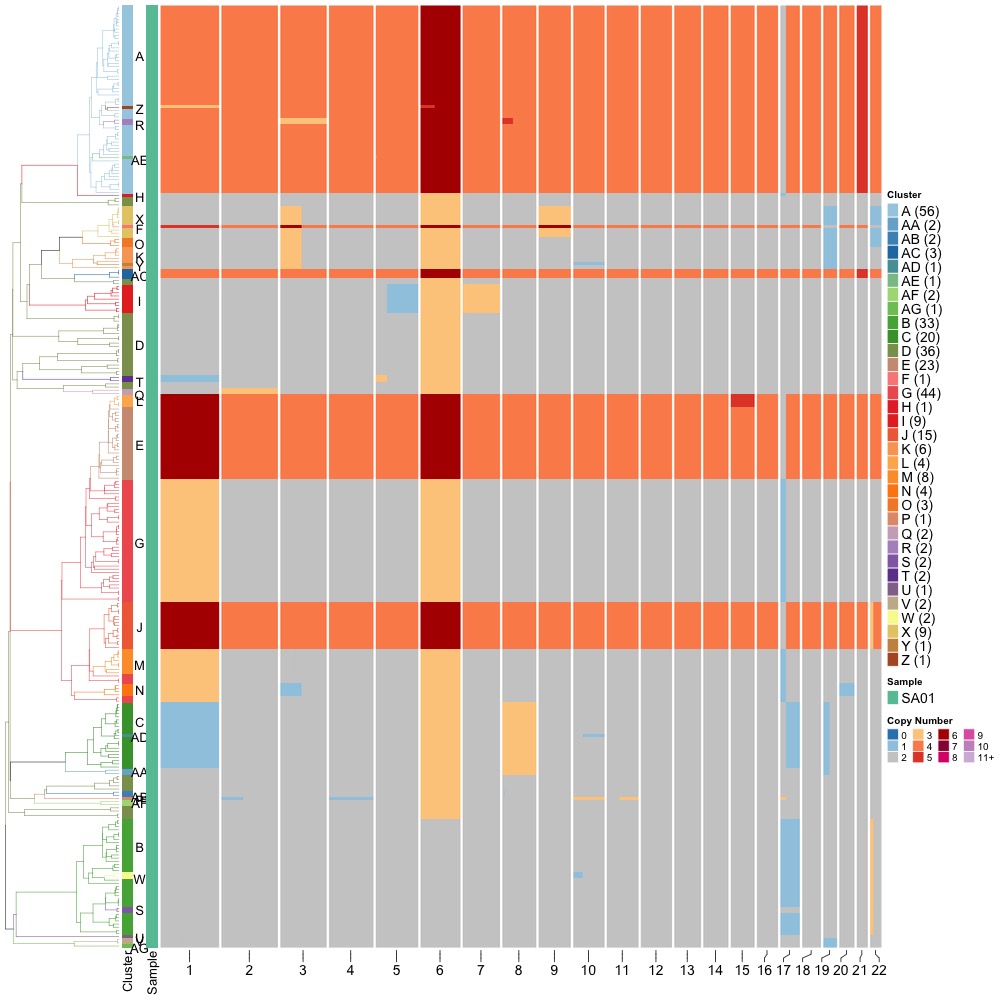 A
Z
R
AE
H
X
F
O
K
Y
AC
I
D
T
Q
L
E
G
J
M
N
C
AD
AA
AB
AF
B
W
S
U
AG
Cluster
Sample
1 2 3 4 5 6 7 8 9 10 11 12 13 14 15 16 17 18 19 20 21 22
Cluster
A (56)
AA (2)
AB (2)
AC (3)
AD (1)
AE (1)
AF (2)
AG (1)
B (33)
C (20)
D (36)
E (23)
F (1)
G (44)
H (1)
I (9)
J (15)
K (6)
L (4)
M (8)
N (4)
O (3)
P (1)
Q (2)
R (2)
S (2)
T (2)
U (1)
V (2)
W (2)
X (9)
Y (1)
Z (1)
Sample
SA01
Copy Number
0 3 6 9
1 4 7 10
2 5 8 11+